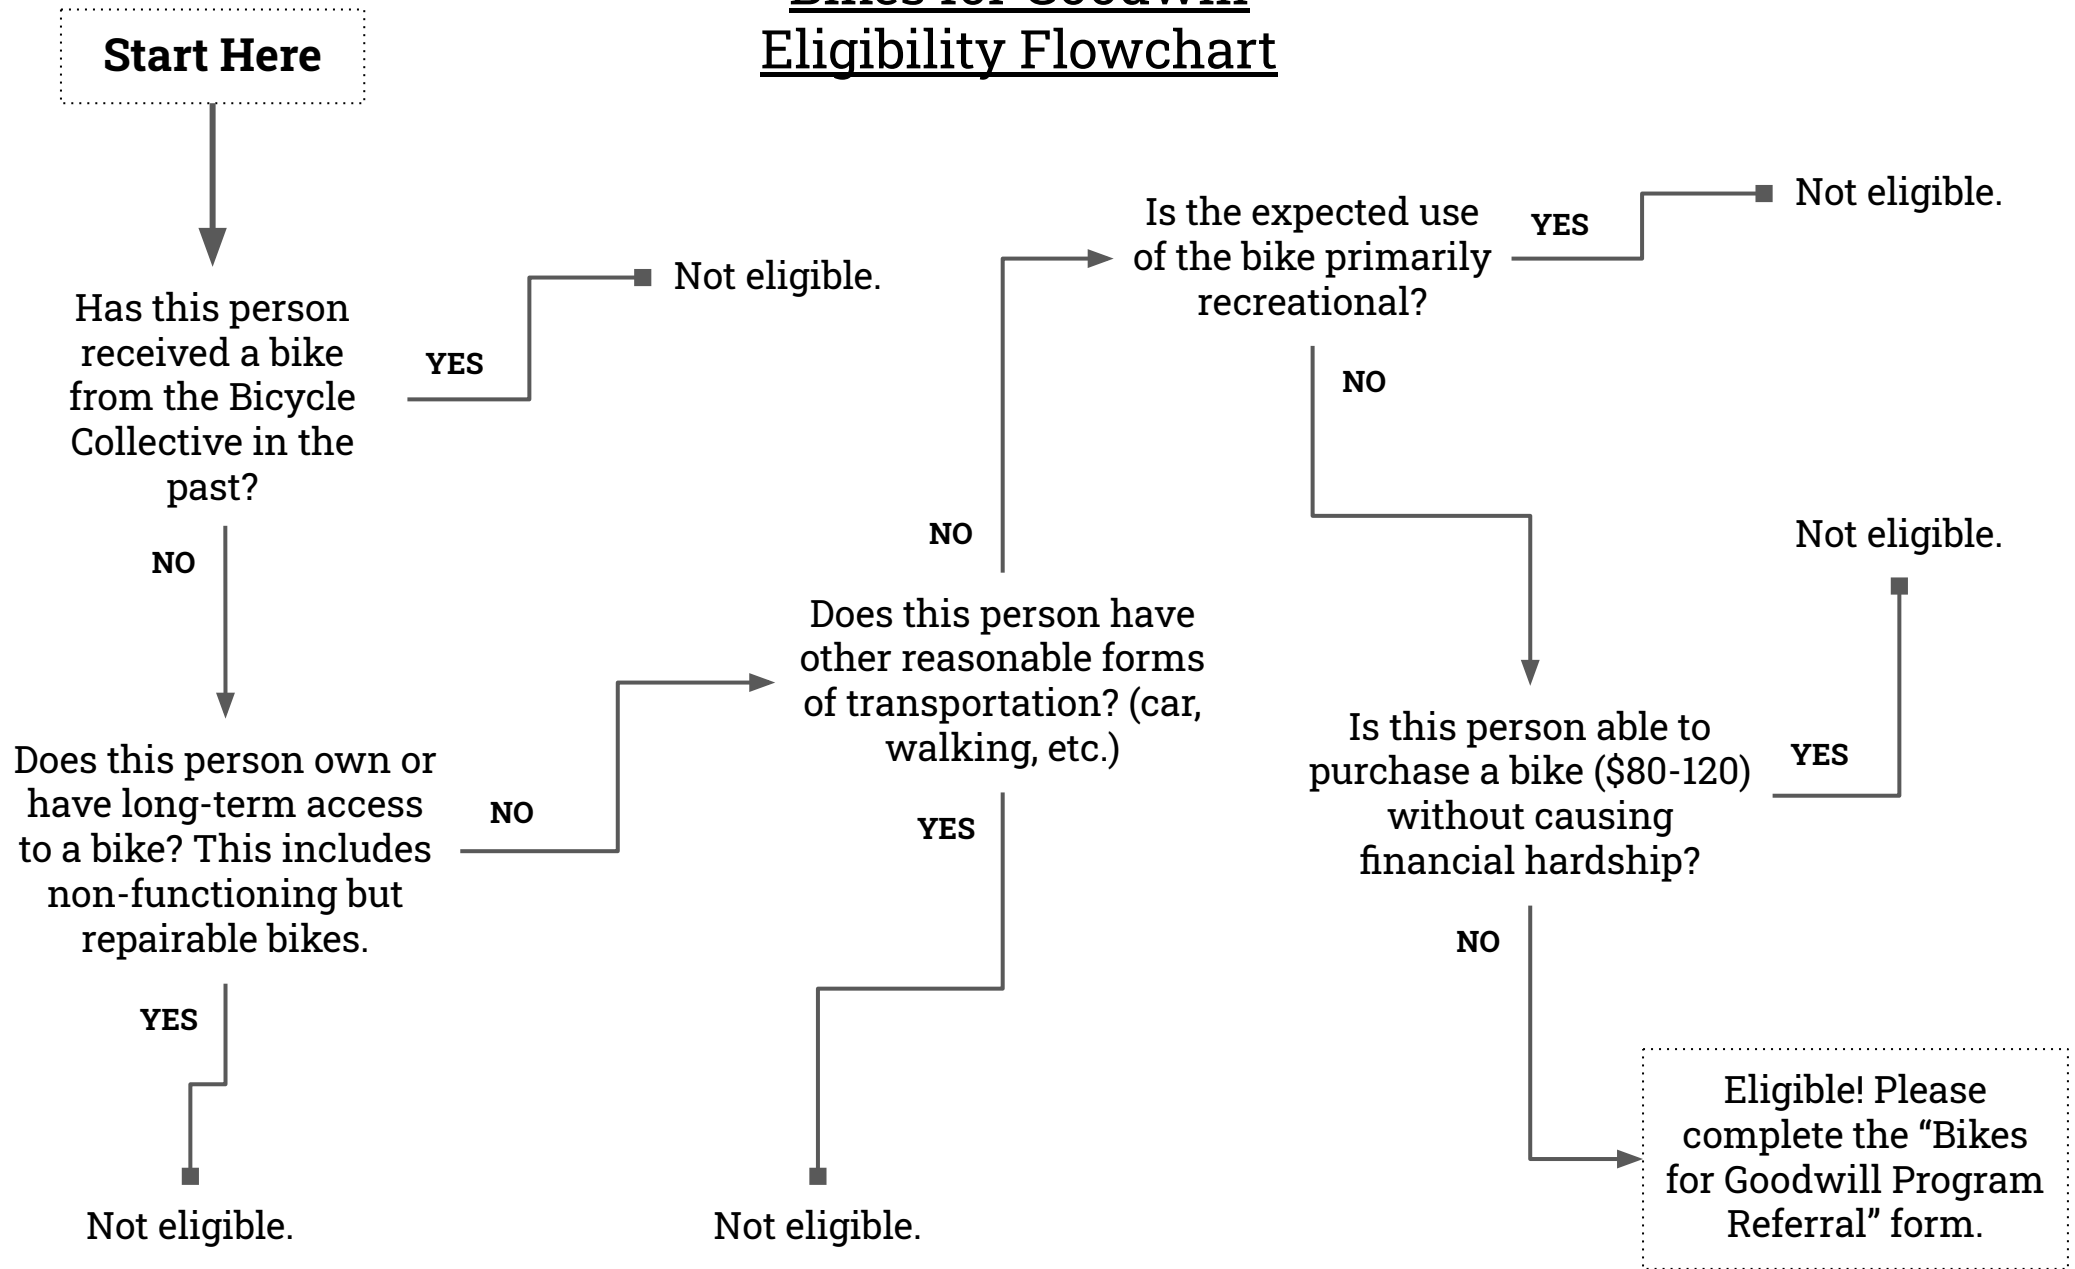 Bikes for Goodwill
Eligibility Flowchart
Start Here
Has this person
received a bike
from the Bicycle
Collective in the
past?
YES
Not eligible.
NO
Does this person own or
have long-term access
to a bike? This includes
non-functioning but
repairable bikes.
YES
Not eligible.
NO
Does this person have
other reasonable forms
of transportation? (car,
walking, etc.)
YES
Not eligible.
NO
Is the expected use
of the bike primarily
recreational?
YES
Not eligible.
NO
Is this person able to
purchase a bike ($80-120)
without causing
financial hardship?
YES
Not eligible.
NO
Eligible! Please
complete the “Bikes
for Goodwill Program
Referral” form.